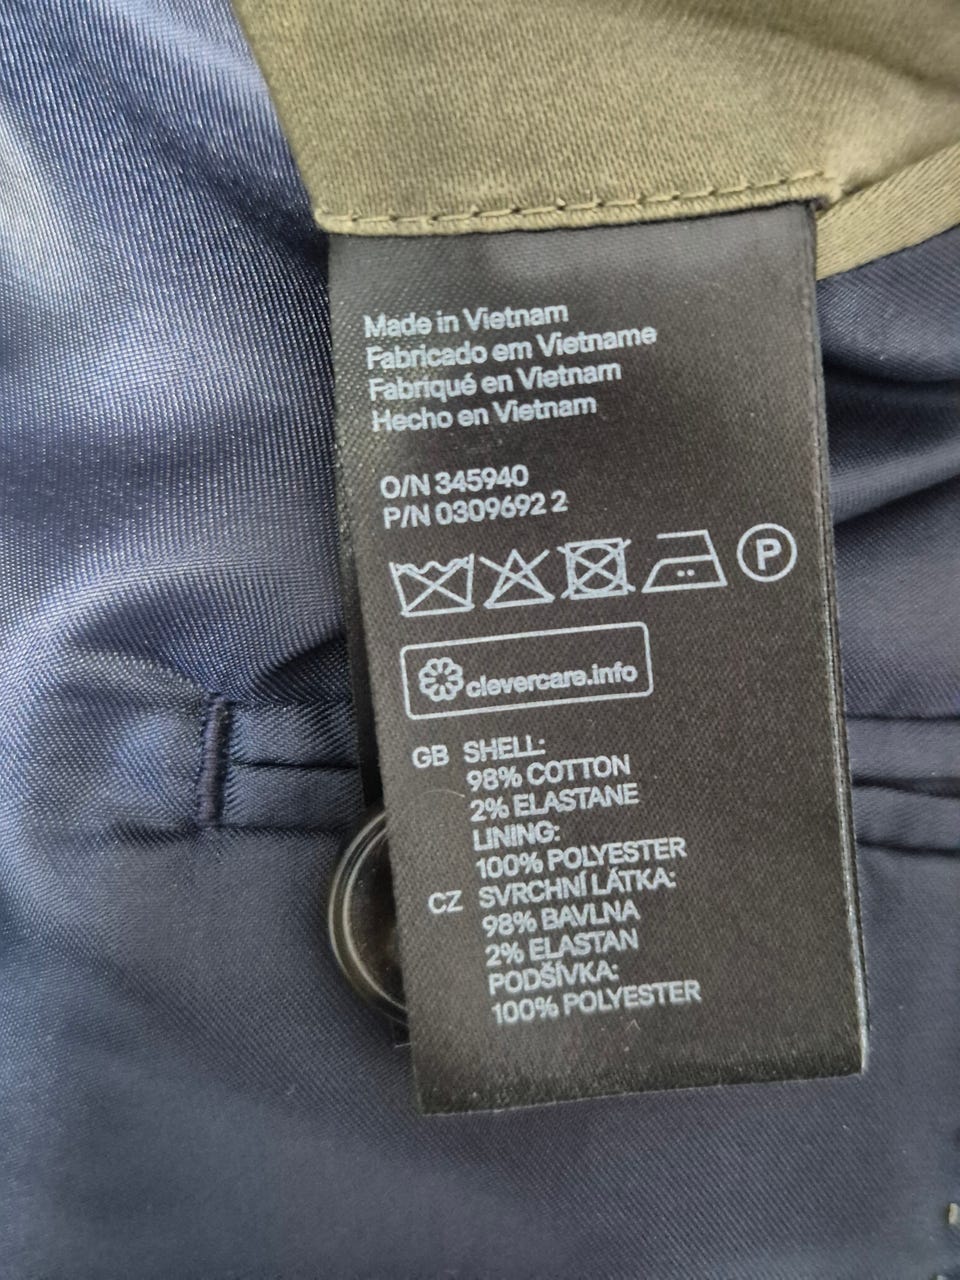 Made in Vietnam
Fabricado em Vietname
Fabriqué en Vietnam
Hecho en Vietnam
O/N 345940
P/N 0309692 2
P
clevercare.info
GB SHELL:
98% COTTON
2% ELASTANE
LINING:
100% POLYESTER
CZ SVRCHNÍ LÁTKA:
98% BAVLNA
2% ELASTAN
PODŠÍVKA:
100% POLYESTER